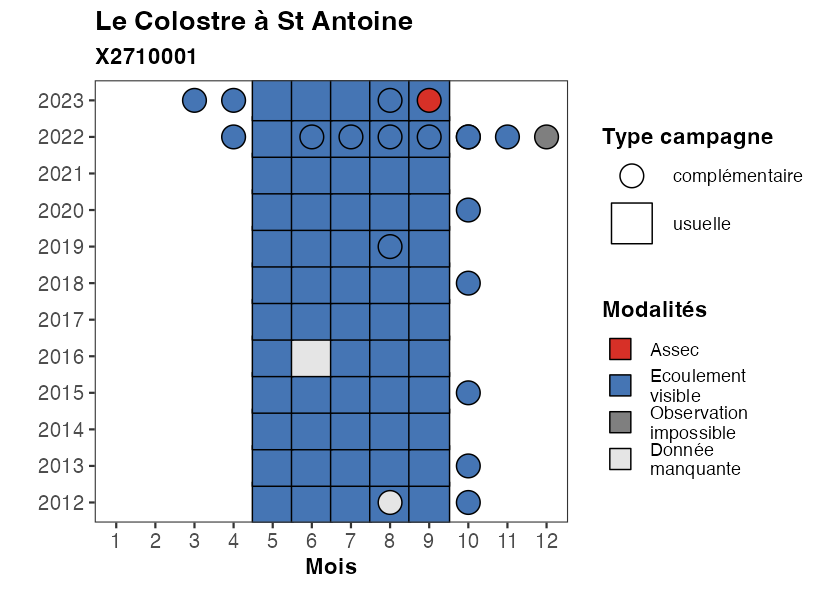 Le Colostre à St Antoine
X2710001
2023
2022
2021
2020
2019
2018
2017
2016
2015
2014
2013
2012
1 2 3 4 5 6 7 8 9 10 11 12
Mois
Type campagne
complémentaire
usuelle
Modalités
Assec
Ecoulement
visible
Observation
impossible
Donnée
manquante